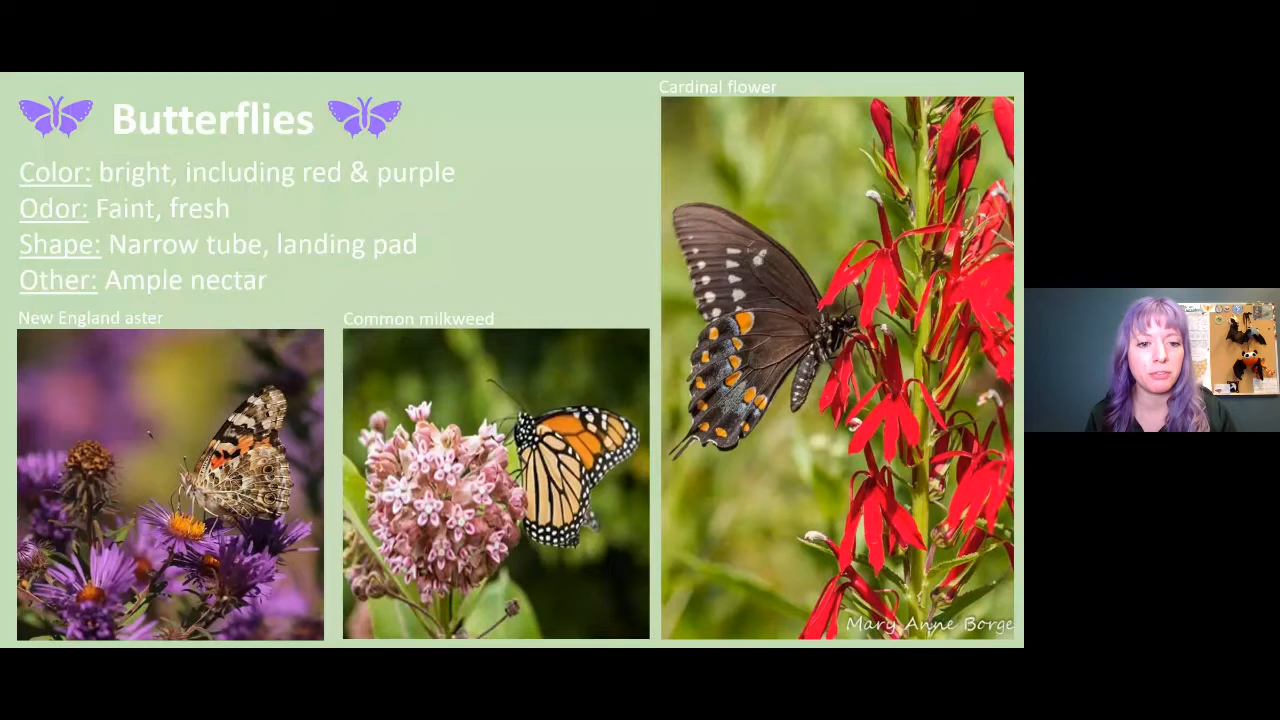 Butterflies
Color: bright, including red & purple
Odor: Faint, fresh
Shape: Narrow tube, landing pad
Other: Ample nectar
New England aster
Common milkweed
Cardinal flower
Mary Anne Borge